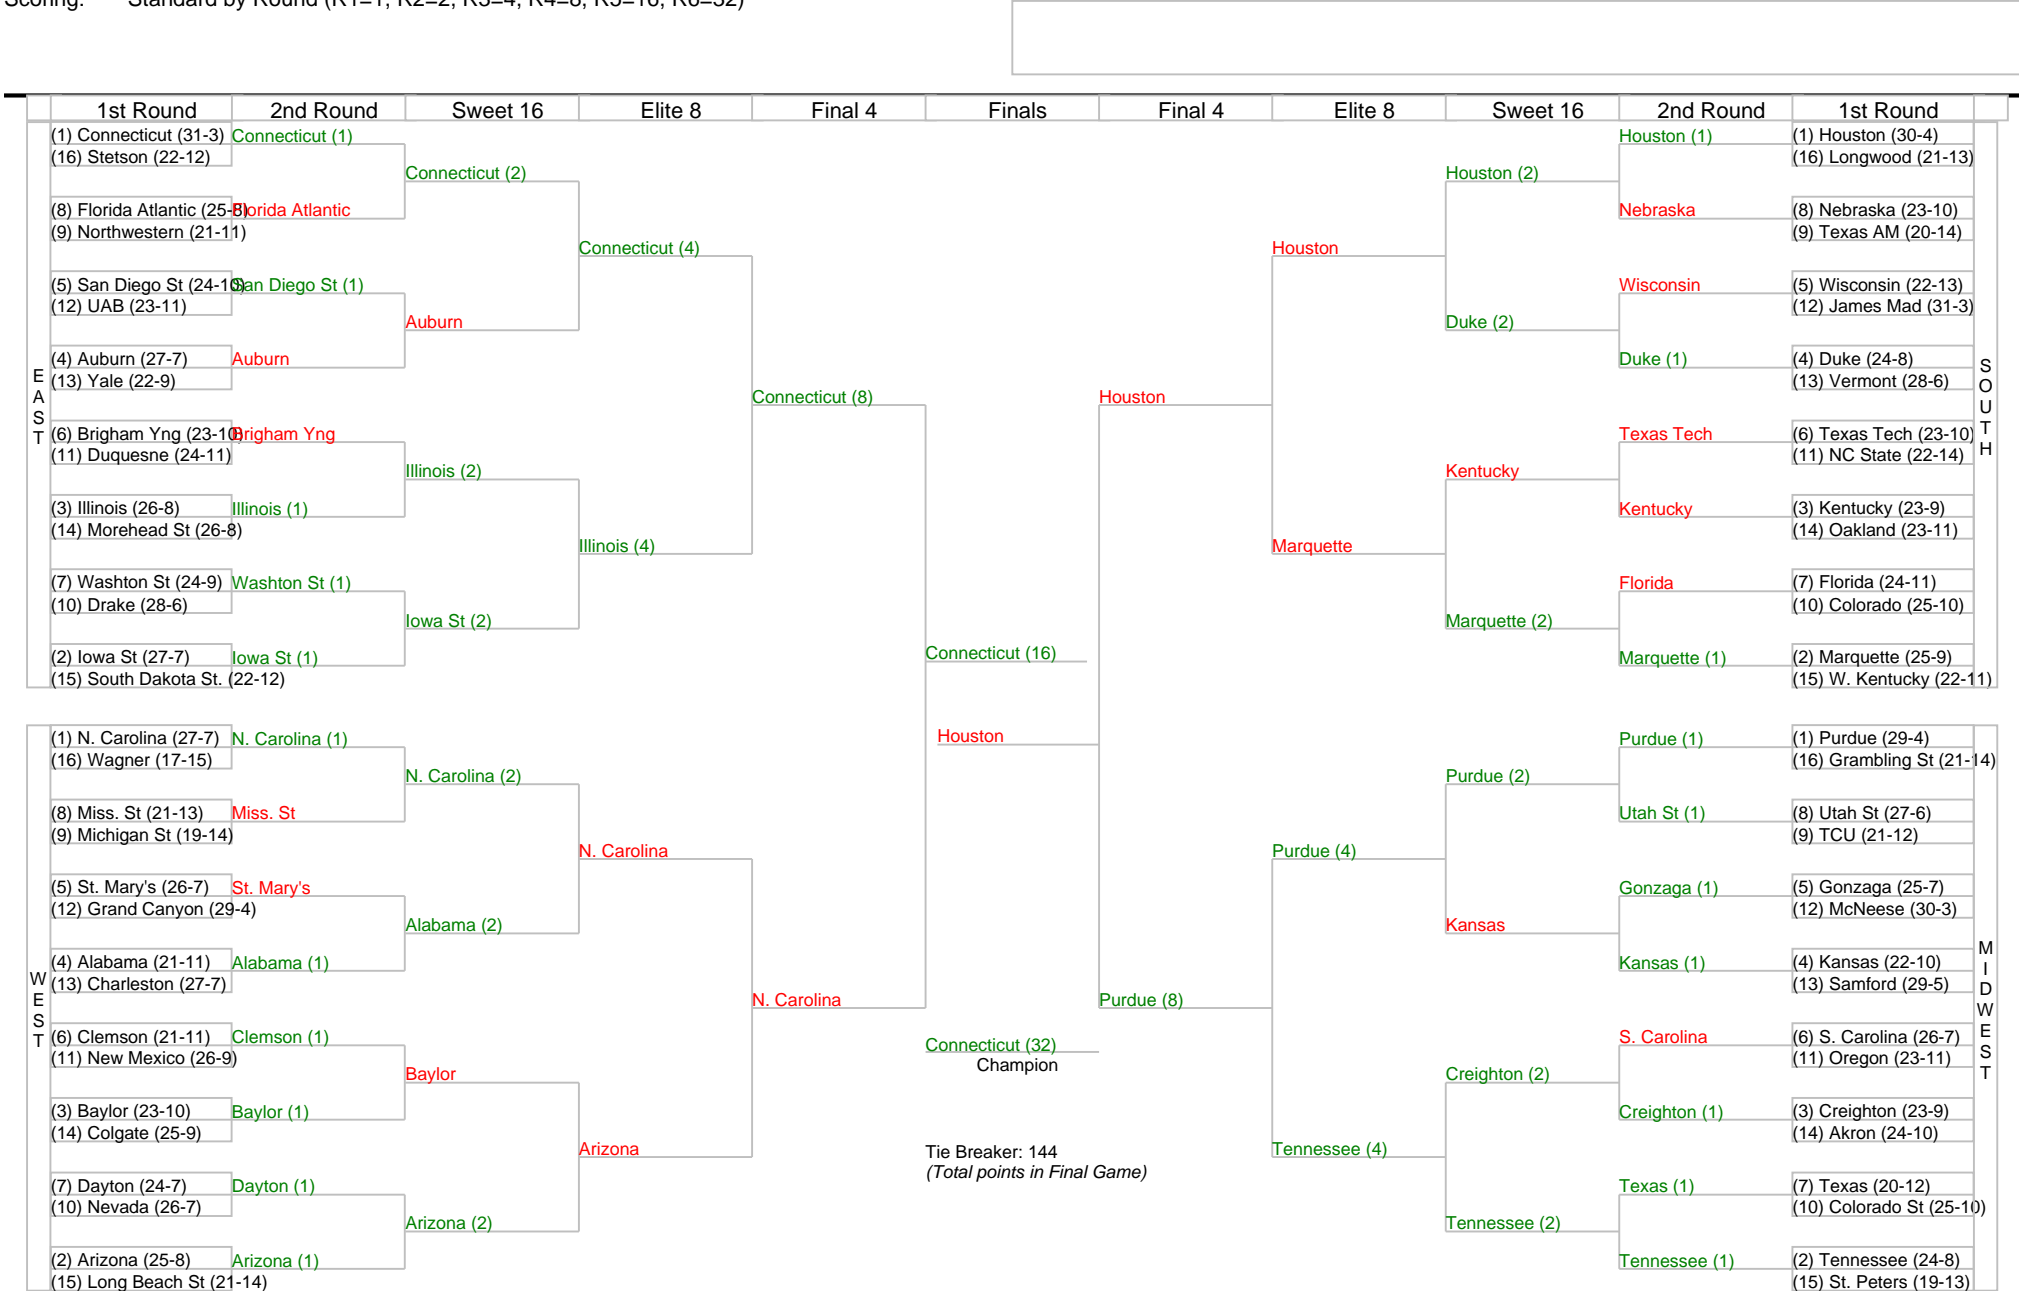 Scoring: Standard by Round (R1=1, R2=2, R3=4, R4=8, R5=16, R6=32)
1st Round 2nd Round Sweet 16 Elite 8 Final 4 Finals Final 4 Elite 8 Sweet 16 2nd Round 1st Round
EAST
(1) Connecticut (31-3)
(16) Stetson (22-12)
(8) Florida Atlantic (25-8)
(9) Northwestern (21-11)
(5) San Diego St (24-10)
(12) UAB (23-11)
(4) Auburn (27-7)
(13) Yale (22-9)
(6) Brigham Yng (23-10)
(11) Duquesne (24-11)
(3) Illinois (26-8)
(14) Morehead St (26-8)
(7) Washton St (24-9)
(10) Drake (28-6)
(2) Iowa St (27-7)
(15) South Dakota St. (22-12)
Connecticut (1)
Florida Atlantic
San Diego St (1)
Auburn
Brigham Yng
Illinois (1)
Washton St (1)
Iowa St (1)
Connecticut (2)
Auburn
Illinois (2)
Iowa St (2)
Connecticut (4)
Illinois (4)
Connecticut (8)
WEST
(1) N. Carolina (27-7)
(16) Wagner (17-15)
(8) Miss. St (21-13)
(9) Michigan St (19-14)
(5) St. Mary's (26-7)
(12) Grand Canyon (29-4)
(4) Alabama (21-11)
(13) Charleston (27-7)
(6) Clemson (21-11)
(11) New Mexico (26-9)
(3) Baylor (23-10)
(14) Colgate (25-9)
(7) Dayton (24-7)
(10) Nevada (26-7)
(2) Arizona (25-8)
(15) Long Beach St (21-14)
N. Carolina (1)
Miss. St
St. Mary's
Alabama (1)
Clemson (1)
Baylor (1)
Dayton (1)
Arizona (1)
N. Carolina (2)
Alabama (2)
Baylor
Arizona (2)
N. Carolina
Arizona
N. Carolina
Connecticut (16)
Houston
Connecticut (32)
Champion
Tie Breaker: 144
(Total points in Final Game)
Houston
Purdue (8)
Houston
Marquette
Houston (2)
Duke (2)
Kentucky
Marquette (2)
Houston (1)
Nebraska
Wisconsin
Duke (1)
Texas Tech
Kentucky
Florida
Marquette (1)
(1) Houston (30-4)
(16) Longwood (21-13)
(8) Nebraska (23-10)
(9) Texas AM (20-14)
(5) Wisconsin (22-13)
(12) James Mad (31-3)
(4) Duke (24-8)
(13) Vermont (28-6)
(6) Texas Tech (23-10)
(11) NC State (22-14)
(3) Kentucky (23-9)
(14) Oakland (23-11)
(7) Florida (24-11)
(10) Colorado (25-10)
(2) Marquette (25-9)
(15) W. Kentucky (22-11)
SOUTH
Purdue (4)
Tennessee (4)
Purdue (2)
Kansas
Creighton (2)
Tennessee (2)
Purdue (1)
Utah St (1)
Gonzaga (1)
Kansas (1)
S. Carolina
Creighton (1)
Texas (1)
Tennessee (1)
(1) Purdue (29-4)
(16) Grambling St (21-14)
(8) Utah St (27-6)
(9) TCU (21-12)
(5) Gonzaga (25-7)
(12) McNeese (30-3)
(4) Kansas (22-10)
(13) Samford (29-5)
(6) S. Carolina (26-7)
(11) Oregon (23-11)
(3) Creighton (23-9)
(14) Akron (24-10)
(7) Texas (20-12)
(10) Colorado St (25-10)
(2) Tennessee (24-8)
(15) St. Peters (19-13)
MIDWEST